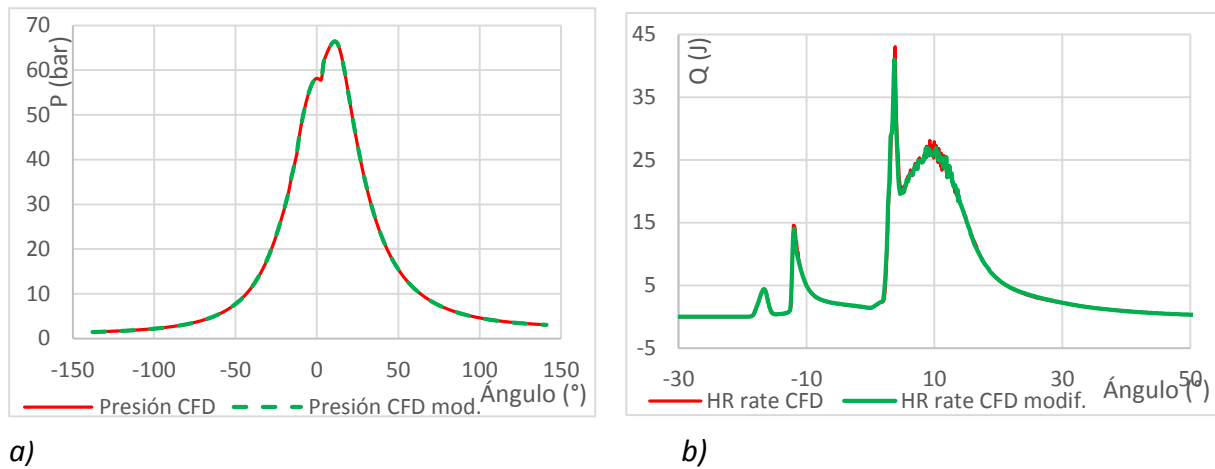 70
60
50
40
30
20
10
0
P (bar)
-150 -100 -50 0 50 100 150
Ángulo (°)
Presión CFD Presión CFD mod.
a)
45
35
25
15
5
-5
Q (J)
-30 -10 10 30 50
Ángulo (°)
HR rate CFD HR rate CFD modif.
b)